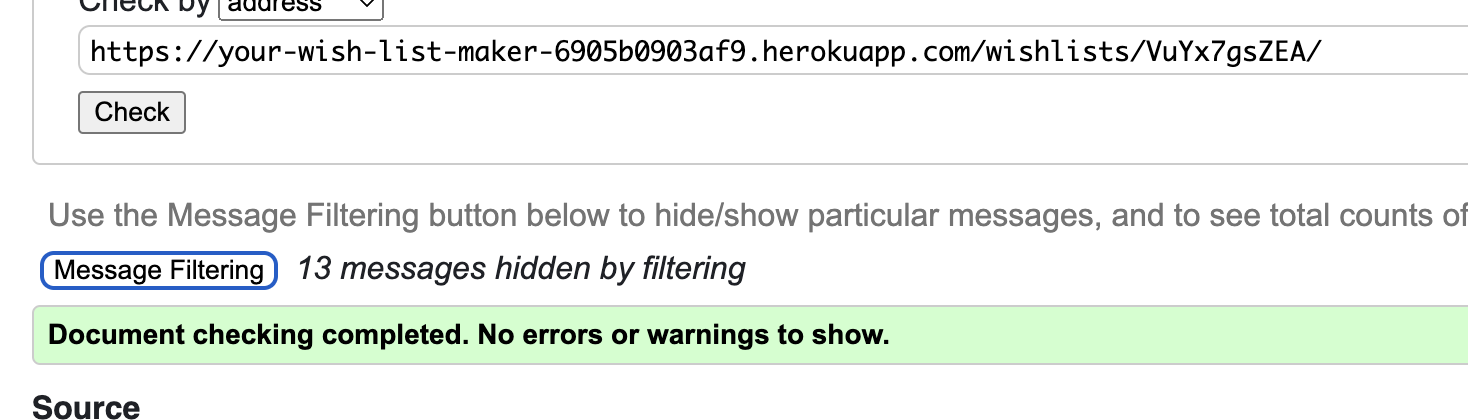 Check by address
https://your-wish-list-maker-6905b0903af9.herokuapp.com/wishlists/VuYx7gsZEA/
Check
Use the Message Filtering button below to hide/show particular messages, and to see total counts of
Message Filtering 13 messages hidden by filtering
Document checking completed. No errors or warnings to show.
Source